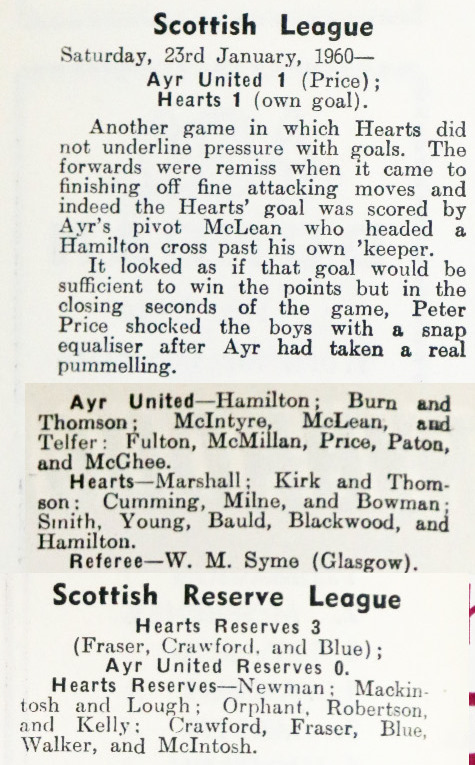 Scottish League
Saturday, 23rd January, 1960—
Ayr United 1 (Price);
Hearts 1 (own goal).
Another game in which Hearts did
not underline pressure with goals. The
forwards were remiss when it came to
finishing off fine attacking moves and
indeed the Hearts' goal was scored by
Ayr's pivot McLean who headed a
Hamilton cross past his own 'keeper.
It looked as if that goal would be
sufficient to win the points but in the
closing seconds of the game, Peter
Price shocked the boys with a snap
equaliser after Ayr had taken a real
pummelling.
Ayr United—Hamilton; Burn and
Thomson; McIntyre, McLean, and
Telfer: Fulton, McMillan, Price, Paton,
and McGhee.
Hearts—Marshall; Kirk and Thom-
son: Cumming, Milne, and Bowman;
Smith, Young, Bauld, Blackwood, and
Hamilton.
Referee—W. M. Syme (Glasgow).
Scottish Reserve League
Hearts Reserves 3
(Fraser, Crawford, and Blue);
Ayr United Reserves 0.
Hearts Reserves—Newman; Mackin-
tosh and Lough; Orphant, Robertson,
and Kelly; Crawford, Fraser, Blue,
Walker, and McIntosh.